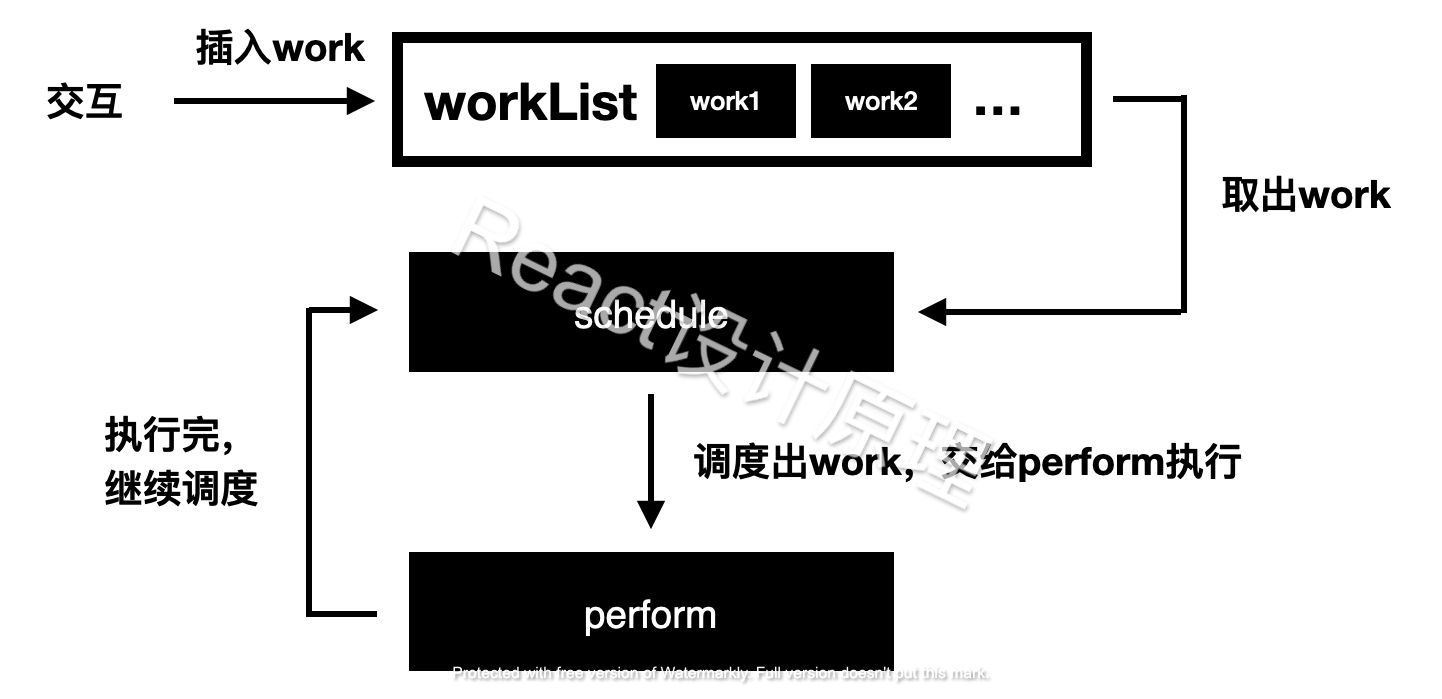 插入work
交互
workList
work1
work2
...
取出work
schedule
React设计原理
执行完，
继续调度
调度出work，交给perform执行
perform
Protected with free version of Watermarkly. Full version doesn't put this mark.